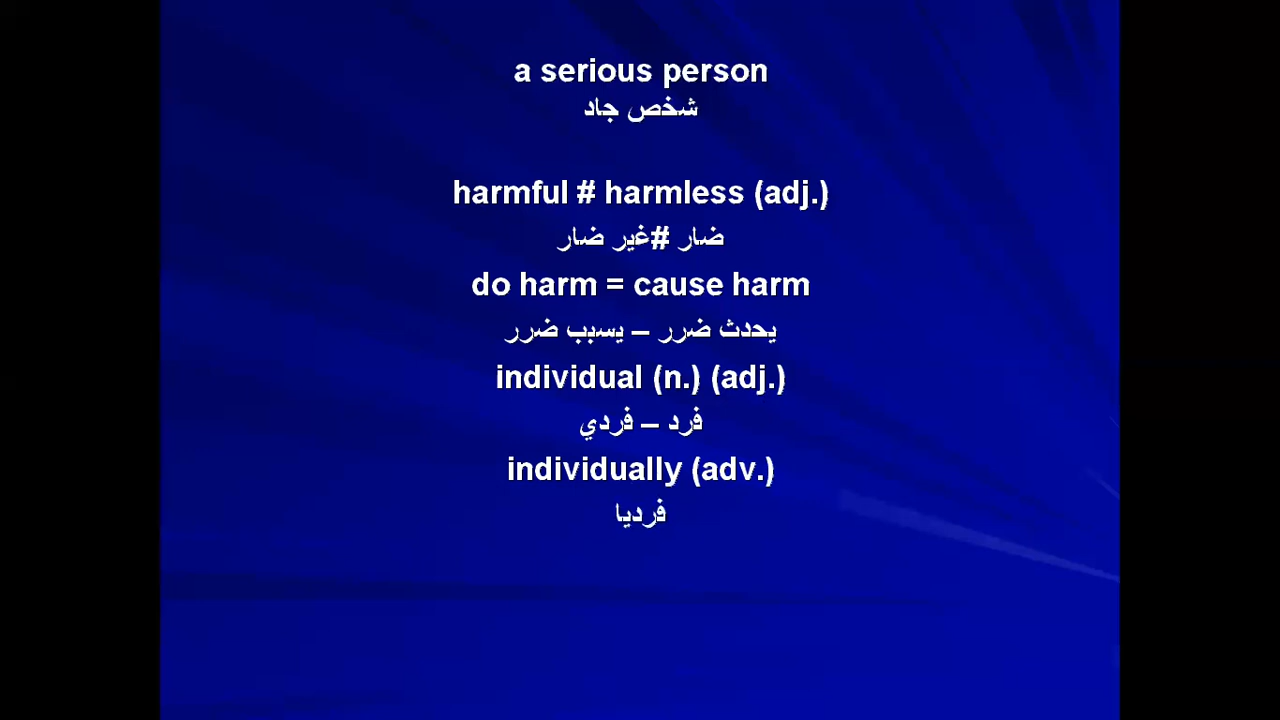 a serious person
شخص جاد
harmful # harmless (adj.)
ضار #غير ضار
do harm = cause harm
يحدث ضرر – يسبب ضرر
individual (n.) (adj.)
فرد – فردي
individually (adv.)
فرديا